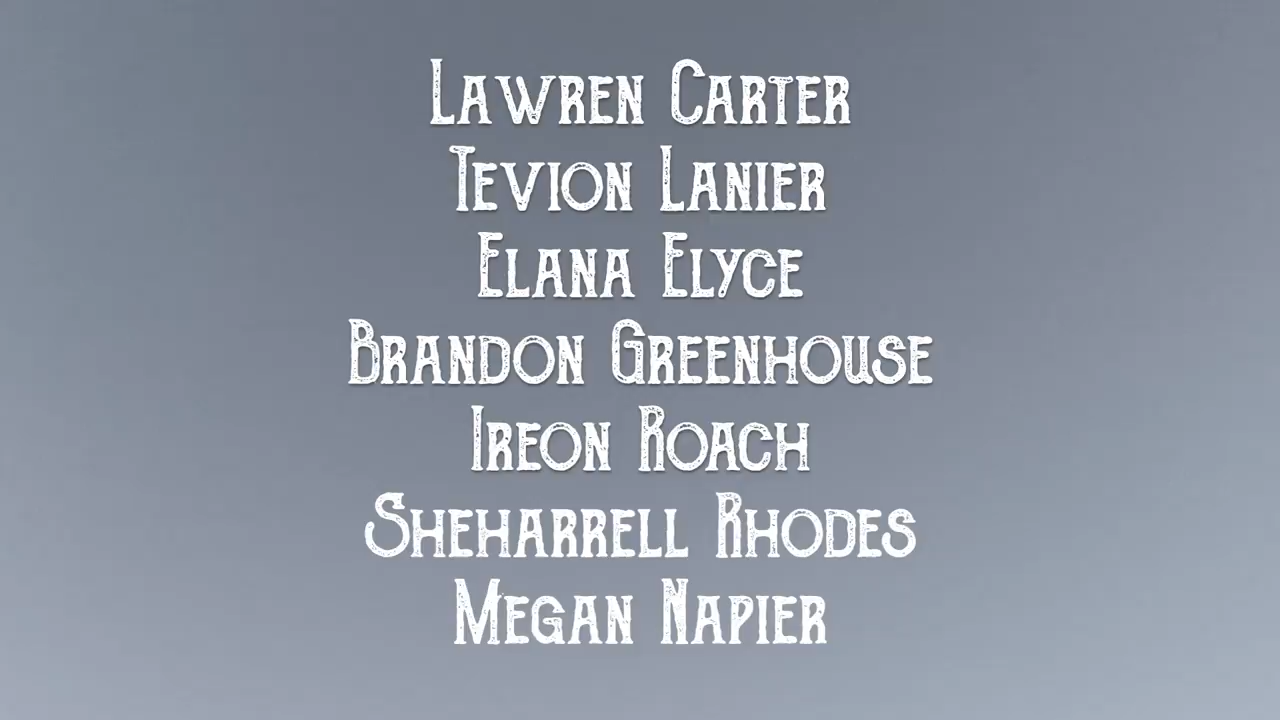 Lawren Carter
Tevion Lanier
Elana Elyce
Brandon Greenhouse
Ireon Roach
Sheharrell Rhodes
Megan Napier